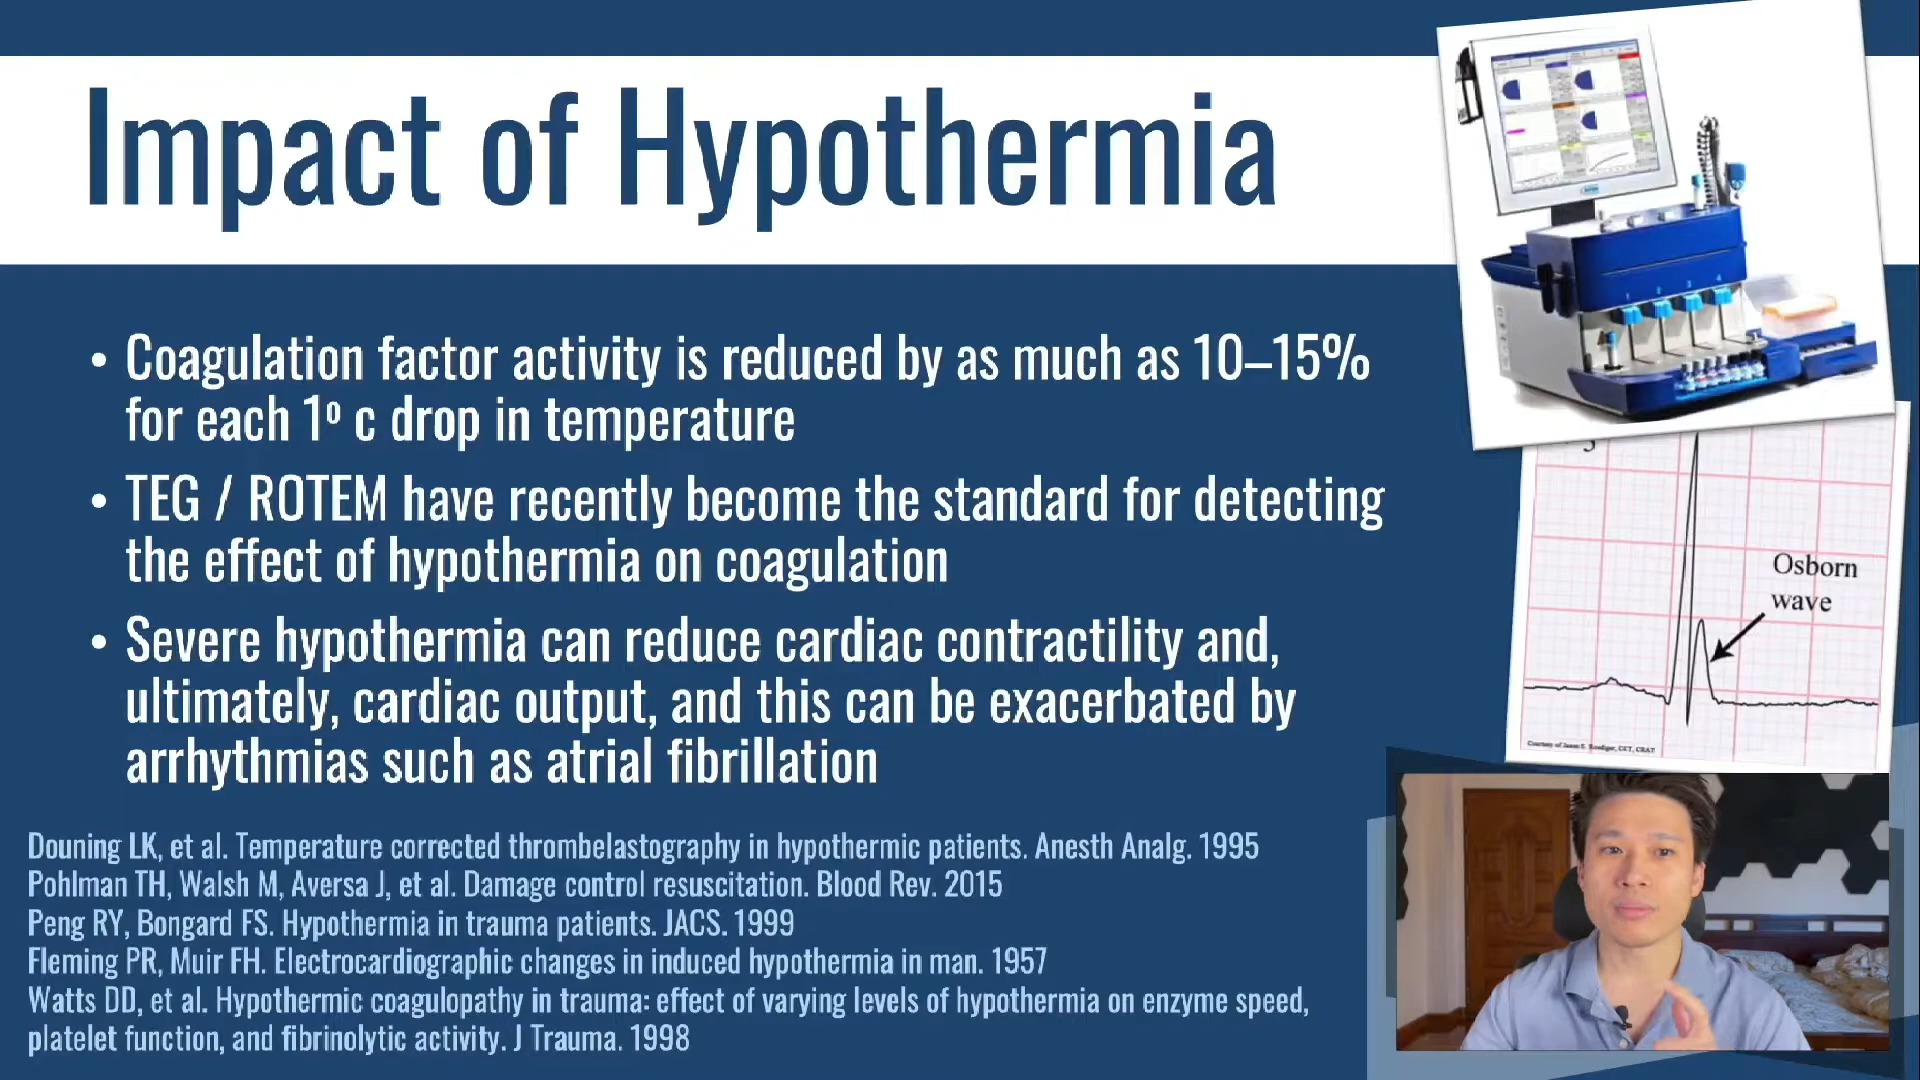 Impact of Hypothermia
• Coagulation factor activity is reduced by as much as 10–15%
for each 1º c drop in temperature
• TEG / ROTEM have recently become the standard for detecting
the effect of hypothermia on coagulation
• Severe hypothermia can reduce cardiac contractility and,
ultimately, cardiac output, and this can be exacerbated by
arrhythmias such as atrial fibrillation
Osborn
wave
Courtesy of Jason E. Roediger, CCT, CRAT
Douning LK, et al. Temperature corrected thrombelastography in hypothermic patients. Anesth Analg. 1995
Pohlman TH, Walsh M, Aversa J, et al. Damage control resuscitation. Blood Rev. 2015
Peng RY, Bongard FS. Hypothermia in trauma patients. JACS. 1999
Fleming PR, Muir FH. Electrocardiographic changes in induced hypothermia in man. 1957
Watts DD, et al. Hypothermic coagulopathy in trauma: effect of varying levels of hypothermia on enzyme speed,
platelet function, and fibrinolytic activity. J Trauma. 1998